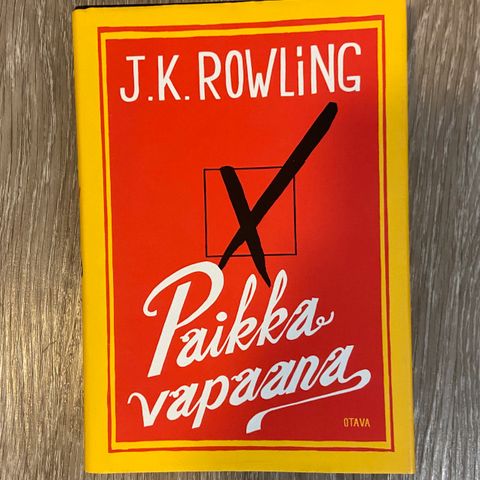 J.K. ROWLiNG
Paikka
vapaana
OTAVA